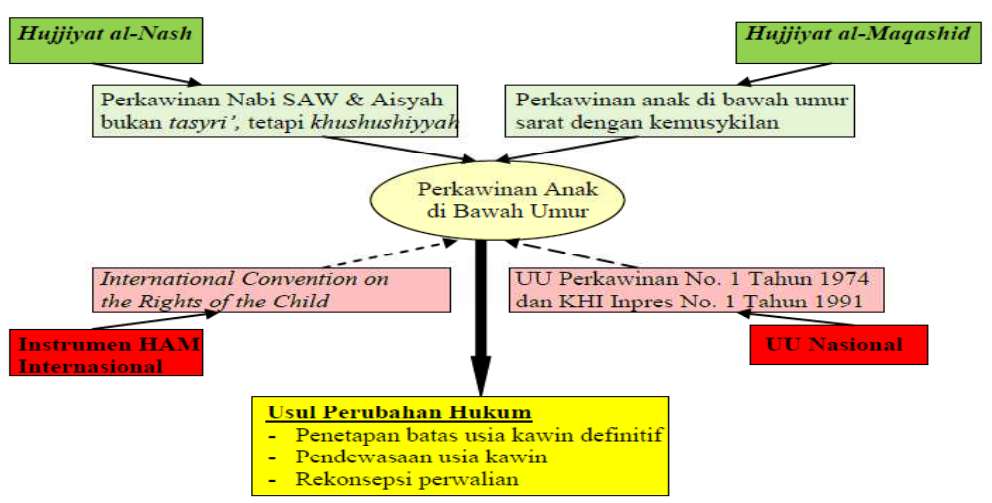 Hujjiyat al-Nash
Hujjiyat al-Maqashid
Perkawinan Nabi SAW & Aisyah
bukan tasyri’, tetapi khushushiyyah
Perkawinan anak di bawah umur
sarat dengan kemusykilan
Perkawinan Anak
di Bawah Umur
International Convention on
the Rights of the Child
UU Perkawinan No. 1 Tahun 1974
dan KHI Inpres No. 1 Tahun 1991
Instrumen HAM
Internasional
UU Nasional
Usul Perubahan Hukum
- Penetapan batas usia kawin definitif
- Pendewasaan usia kawin
- Rekonsepsi perwalian